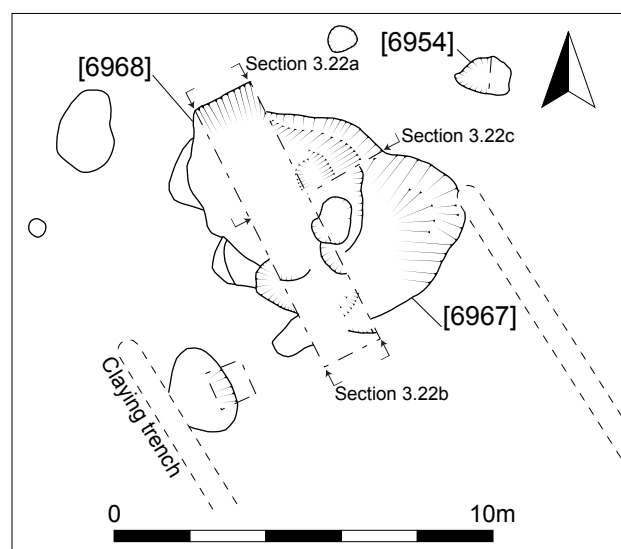 [6954]
Section 3.22a
[6968]
Section 3.22c
[6967]
Claying trench
Section 3.22b
0
10m